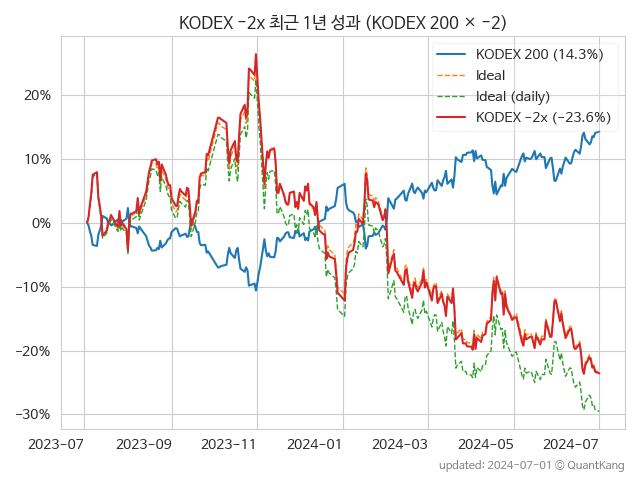 KODEX -2x 최근 1년 성과 (KODEX 200 × -2)
KODEX 200 (14.3%)
Ideal
Ideal (daily)
KODEX -2x (-23.6%)
20%
10%
0%
-10%
-20%
-30%
2023-07 2023-09 2023-11 2024-01 2024-03 2024-05 2024-07
updated: 2024-07-01 © QuantKang